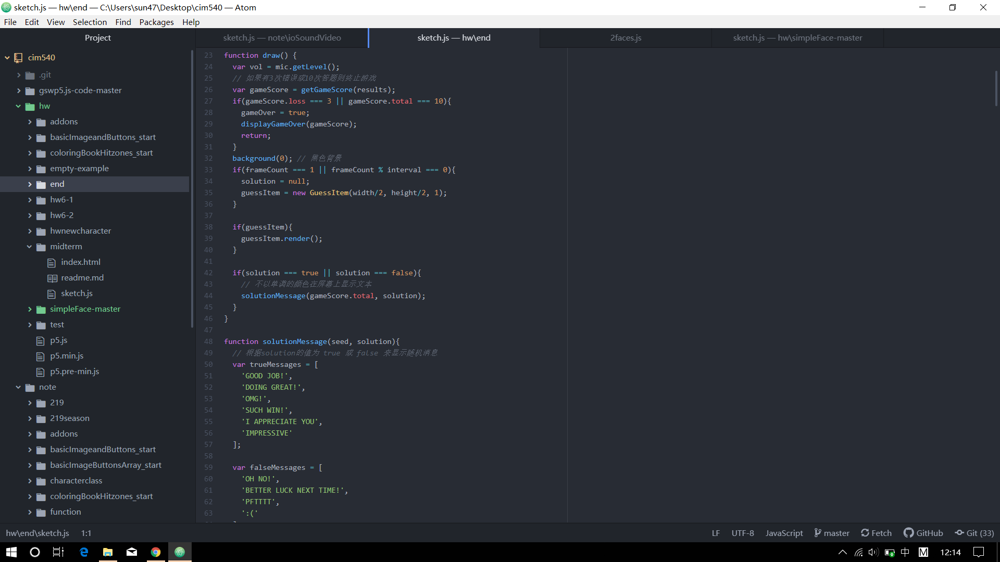 sketch.js — hw\end — C:\Users\sun47\Desktop\cim540 — Atom
File Edit View Selection Find Packages Help
Project
sketch.js — note\ioSoundVideo
sketch.js — hw\end
2faces.js
sketch.js — hw\simpleFace-master
cim540
.git
gswp5.js-code-master
hw
addons
basicImageandButtons_start
coloringBookHitzones_start
empty-example
end
hw6-1
hw6-2
hwnewcharacter
midterm
index.html
readme.md
sketch.js
simpleFace-master
test
p5.js
p5.min.js
p5.pre-min.js
note
219
219season
addons
basicImageandButtons_start
basicImageButtonsArray_start
characterclass
coloringBookHitzones_start
function
23 function draw() {
24 var vol = mic.getLevel();
25 // 如果有3次错误或10次答题则终止游戏
26 var gameScore = getGameScore(results);
27 if(gameScore.loss === 3 || gameScore.total === 10){
28 gameOver = true;
29 displayGameOver(gameScore);
30 return;
31 }
32 background(0); // 黑色背景
33 if(frameCount === 1 || frameCount % interval === 0){
34 solution = null;
35 guessItem = new GuessItem(width/2, height/2, 1);
36 }
37
38 if(guessItem){
39 guessItem.render();
40 }
41
42 if(solution === true || solution === false){
43 // 不以单调的颜色在屏幕上显示文本
44 solutionMessage(gameScore.total, solution);
45 }
46 }
47
48 function solutionMessage(seed, solution){
49 // 根据solution的值为 true 或 false 来显示随机消息
50 var trueMessages = [
51 'GOOD JOB!',
52 'DOING GREAT!',
53 'OMG!',
54 'SUCH WIN!',
55 'I APPRECIATE YOU',
56 'IMPRESSIVE'
57 ];
58
59 var falseMessages = [
60 'OH NO!',
61 'BETTER LUCK NEXT TIME!',
62 'PFTTTT',
63 ':('
hw\end\sketch.js 1:1
LF UTF-8 JavaScript master Fetch GitHub Git (33)
中 M 12:14